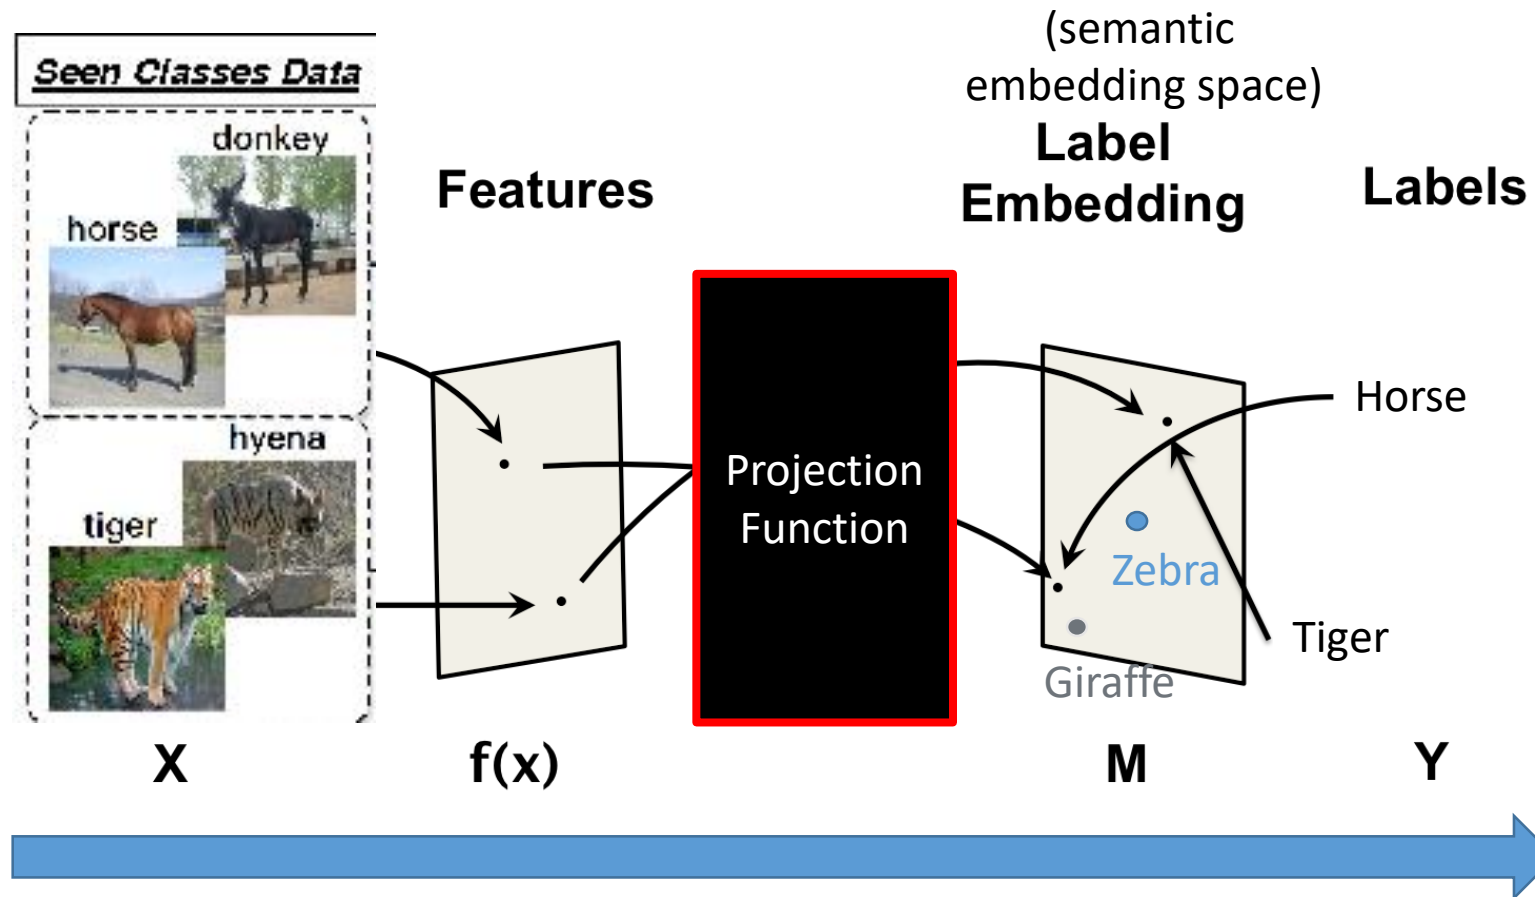 (semantic
embedding space)
Seen Classes Data
Label
Embedding
Features
Labels
donkey
horse
hyena
tiger
Projection
Function
Horse
Zebra
Tiger
Giraffe
X
f(x)
M
Y